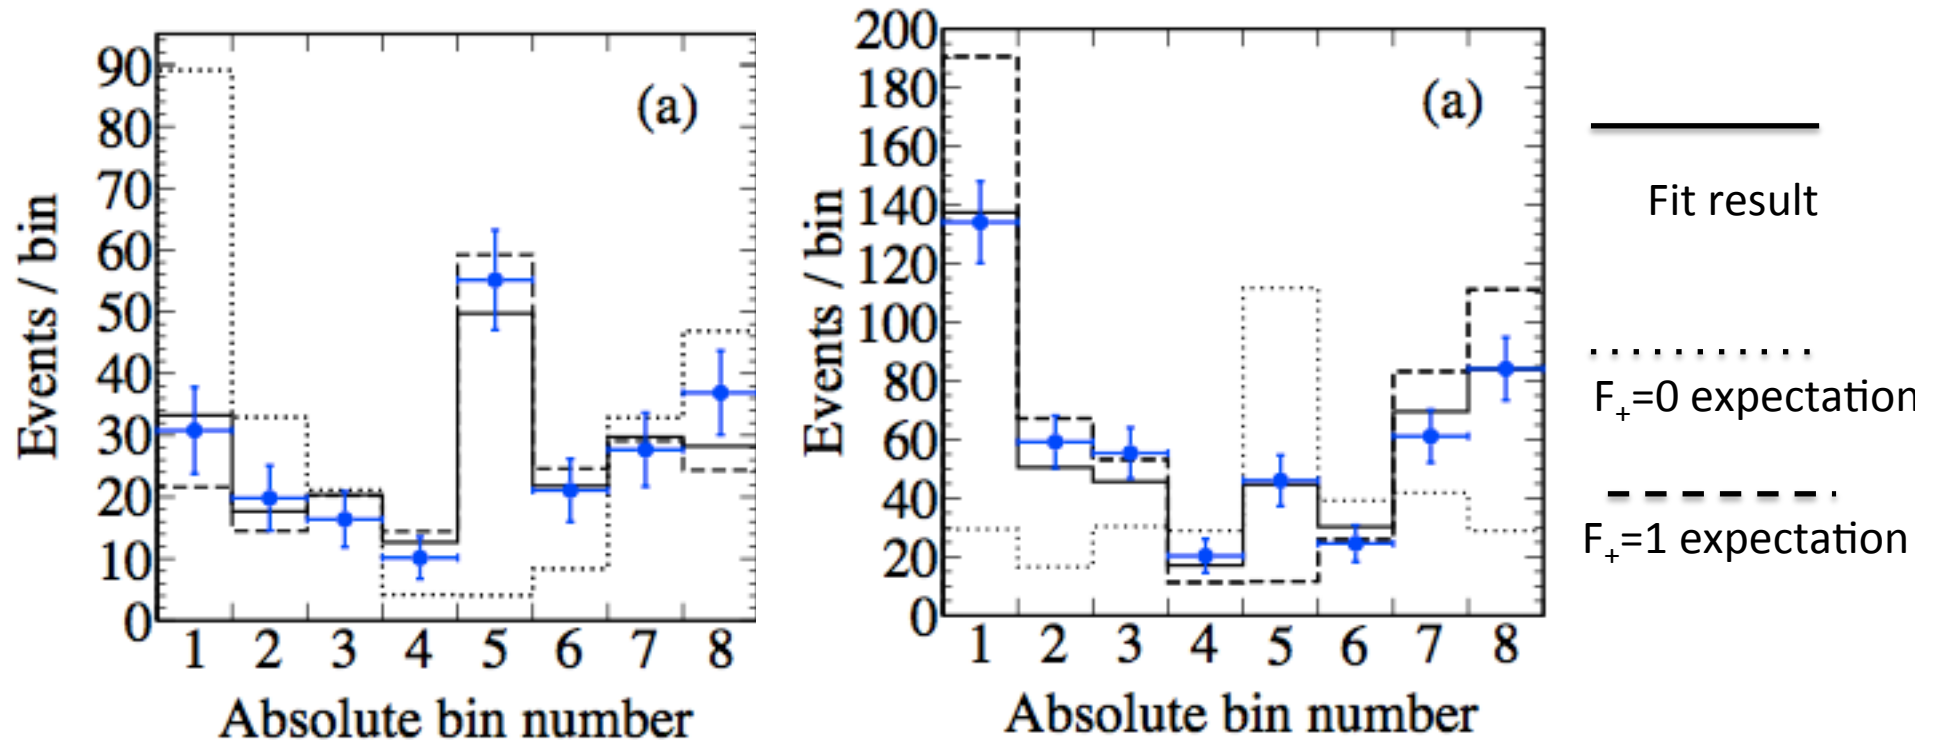 90
80
70
60
50
40
30
20
10
0
Events / bin
(a)
1 2 3 4 5 6 7 8
Absolute bin number
200
180
160
140
120
100
80
60
40
20
0
Events / bin
(a)
1 2 3 4 5 6 7 8
Absolute bin number
Fit result
F+=0 expectation
F+=1 expectation